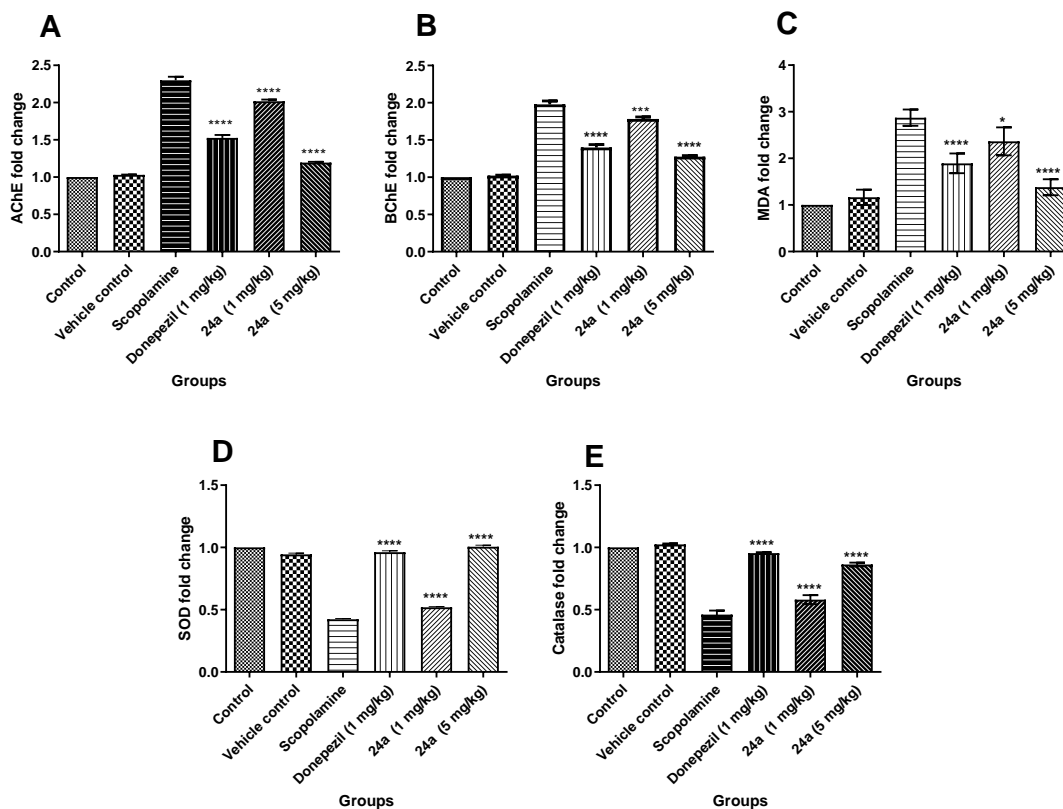 A
AChE fold change
2.5
2.0
1.5
1.0
0.5
0.0
****
****
****
Control
Vehicle control
Scopolamine
Donepezil (1 mg/kg)
24a (1 mg/kg)
24a (5 mg/kg)
Groups
B
BChE fold change
2.5
2.0
1.5
1.0
0.5
0.0
****
***
****
Control
Vehicle control
Scopolamine
Donepezil (1 mg/kg)
24a (1 mg/kg)
24a (5 mg/kg)
Groups
C
MDA fold change
4
3
2
1
0
****
*
****
Control
Vehicle control
Scopolamine
Donepezil (1 mg/kg)
24a (1 mg/kg)
24a (5 mg/kg)
Groups
D
SOD fold change
1.5
1.0
0.5
0.0
****
****
****
Control
Vehicle control
Scopolamine
Donepezil (1 mg/kg)
24a (1 mg/kg)
24a (5 mg/kg)
Groups
E
Catalase fold change
1.5
1.0
0.5
0.0
****
****
****
Control
Vehicle control
Scopolamine
Donepezil (1 mg/kg)
24a (1 mg/kg)
24a (5 mg/kg)
Groups